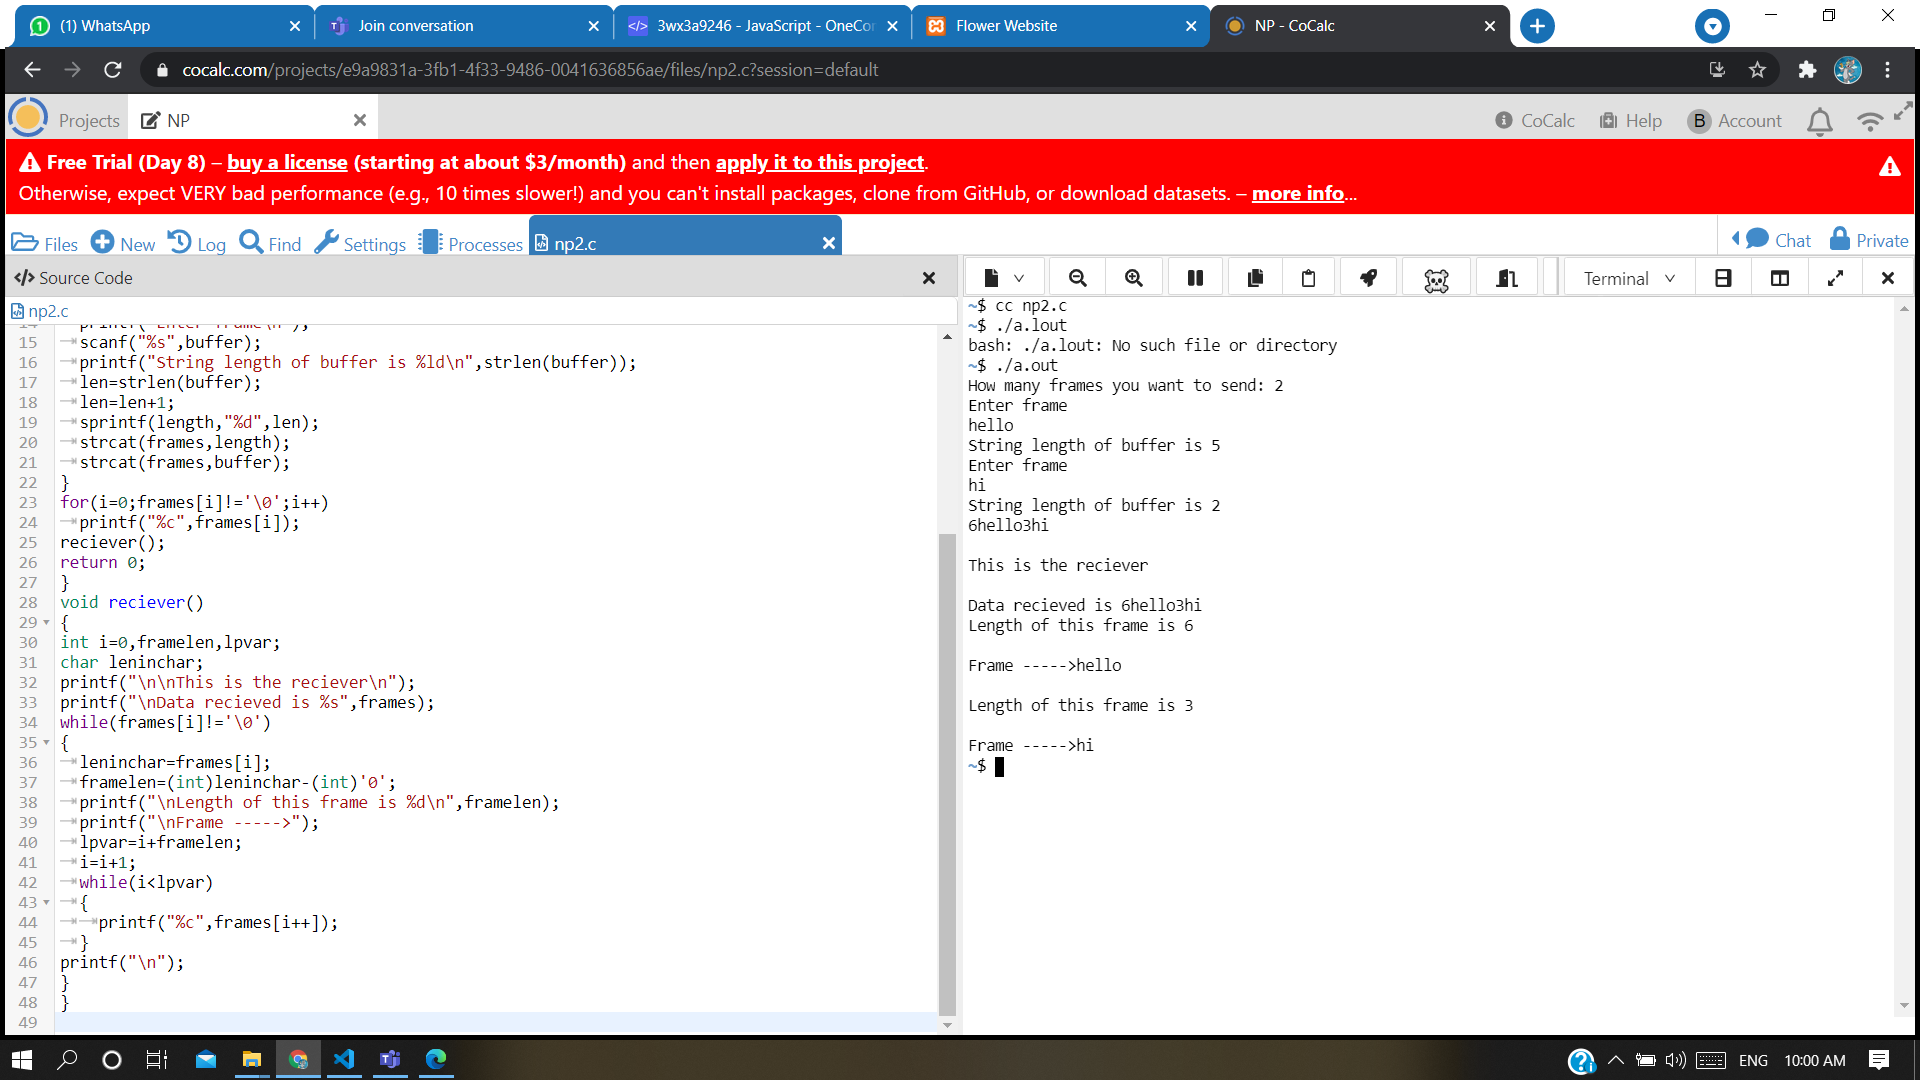 (1) WhatsApp
Join conversation
3wx3a9246 - JavaScript - OneCo
Flower Website
NP - CoCalc
cocalc.com/projects/e9a9831a-3fb1-4f33-9486-0041636856ae/files/np2.c?session=default
Projects
NP
CoCalc
Help
B Account
Free Trial (Day 8) – buy a license (starting at about $3/month) and then apply it to this project.
Otherwise, expect VERY bad performance (e.g., 10 times slower!) and you can't install packages, clone from GitHub, or download datasets. – more info...
Files
New
Log
Find
Settings
Processes
np2.c
Chat
Private
</> Source Code
Terminal
np2.c
14 printf("Enter frame\n");
15 scanf("%s",buffer);
16 printf("String length of buffer is %ld\n",strlen(buffer));
17 len=strlen(buffer);
18 len=len+1;
19 sprintf(length,"%d",len);
20 strcat(frames,length);
21 strcat(frames,buffer);
22 }
23 for(i=0;frames[i]!='\0';i++)
24 printf("%c",frames[i]);
25 reciever();
26 return 0;
27 }
28 void reciever()
29 {
30 int i=0,framelen,lpvar;
31 char leninchar;
32 printf("\n\nThis is the reciever\n");
33 printf("\nData recieved is %s",frames);
34 while(frames[i]!='\0')
35 {
36 leninchar=frames[i];
37 framelen=(int)leninchar-(int)'0';
38 printf("\nLength of this frame is %d\n",framelen);
39 printf("\nFrame ----->");
40 lpvar=i+framelen;
41 i=i+1;
42 while(i<lpvar)
43 {
44 printf("%c",frames[i++]);
45 }
46 printf("\n");
47 }
48 }
49
~$ cc np2.c
~$ ./a.lout
bash: ./a.lout: No such file or directory
~$ ./a.out
How many frames you want to send: 2
Enter frame
hello
String length of buffer is 5
Enter frame
hi
String length of buffer is 2
6hello3hi
This is the reciever
Data recieved is 6hello3hi
Length of this frame is 6
Frame ----->hello
Length of this frame is 3
Frame ----->hi
~$
ENG
10:00 AM